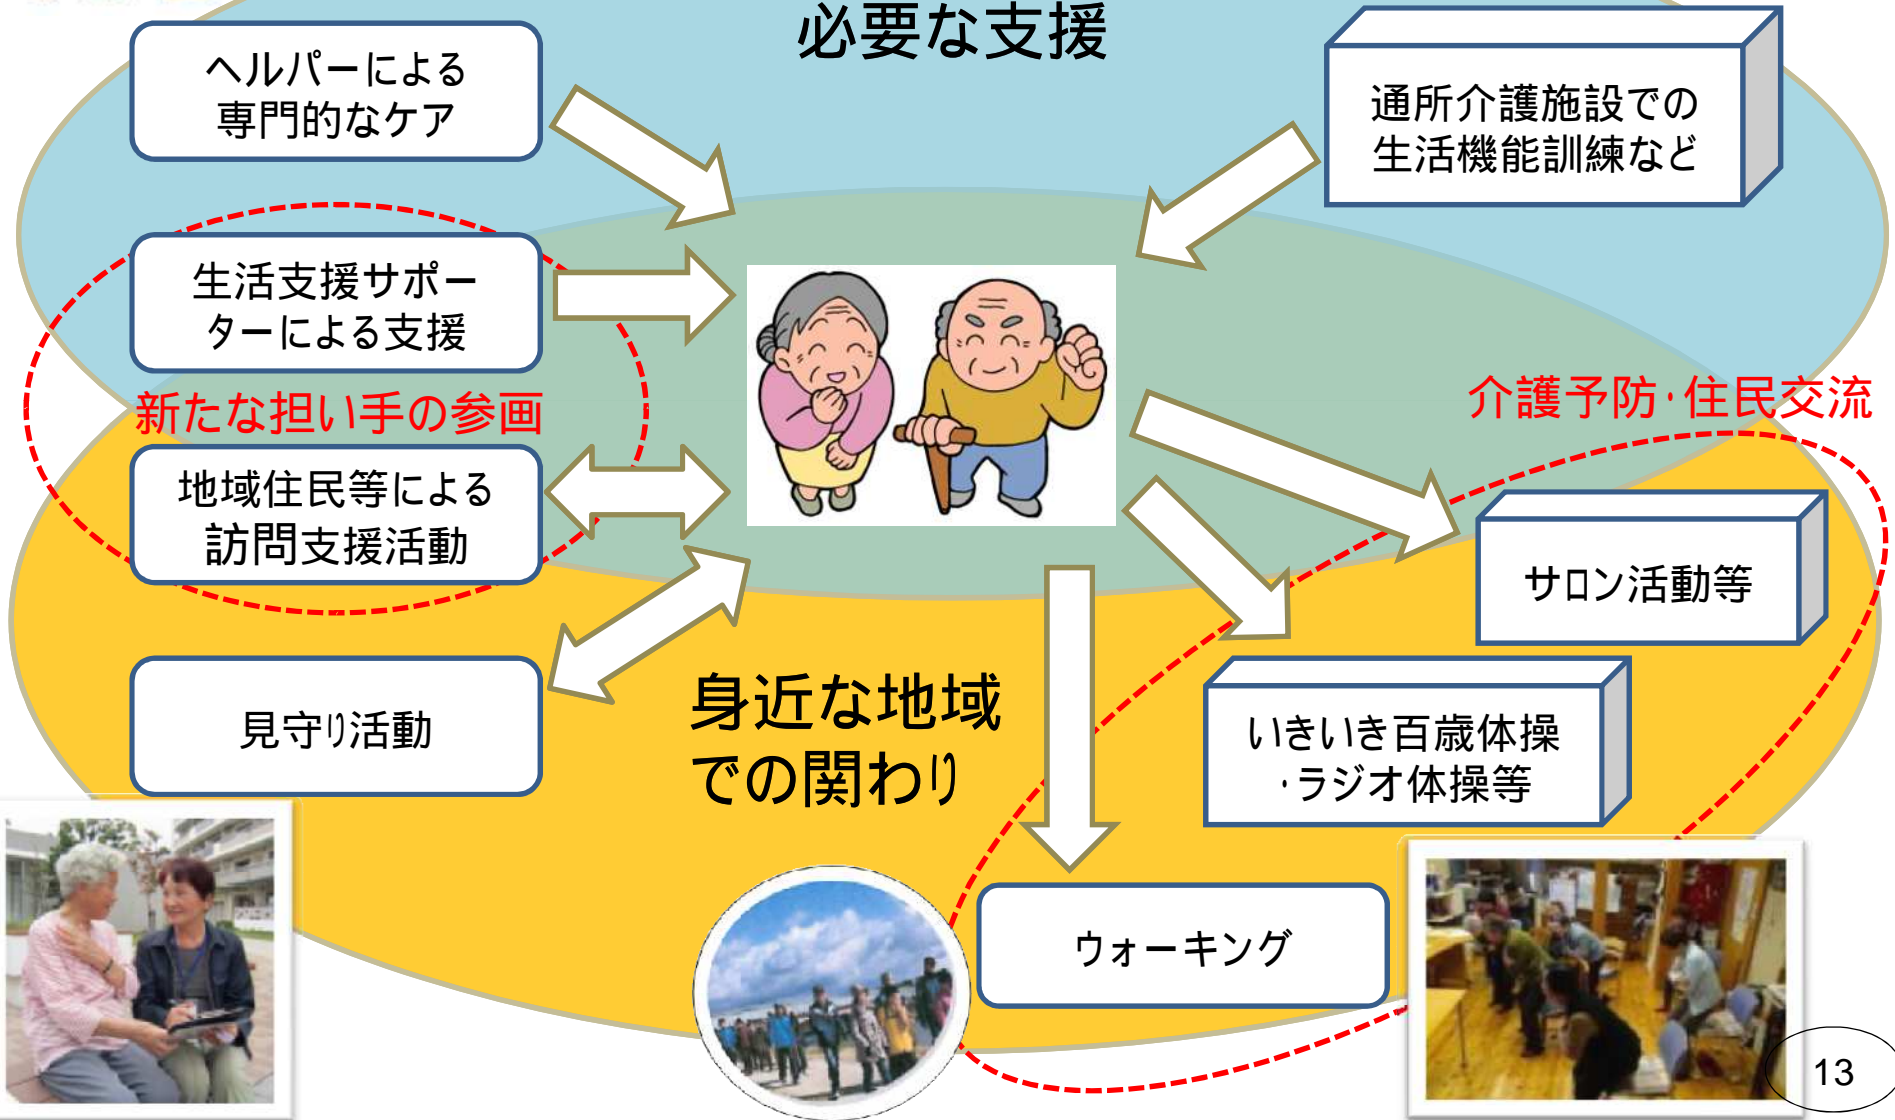 必要な支援
ヘルパーによる
専門的なケア
通所介護施設での
生活機能訓練など
生活支援サポー
ターによる支援
新たな担い手の参画
介護予防・住民交流
地域住民等による
訪問支援活動
サロン活動等
見守り活動
身近な地域
での関わり
いきいき百歳体操
・ラジオ体操等
ウォーキング
13